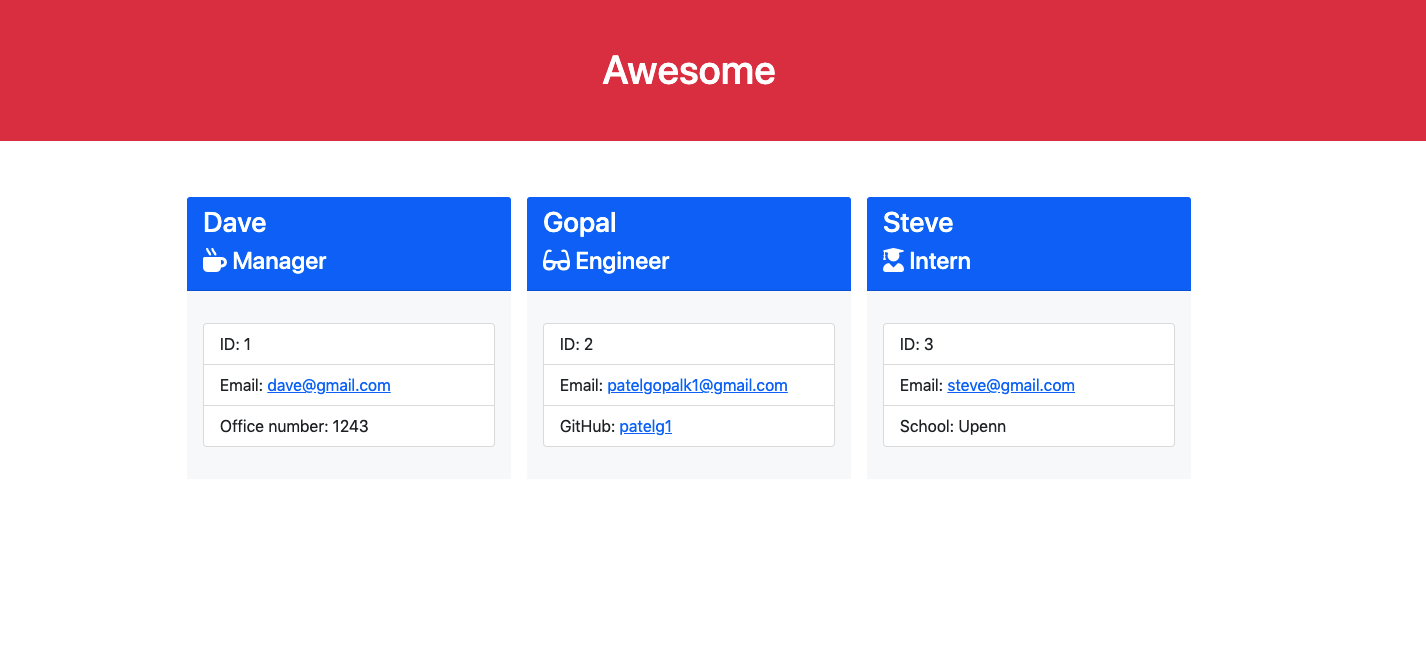 Awesome
Dave
Manager
ID: 1
Email: dave@gmail.com
Office number: 1243
Gopal
Engineer
ID: 2
Email: patelgopalk1@gmail.com
GitHub: patelg1
Steve
Intern
ID: 3
Email: steve@gmail.com
School: Upenn